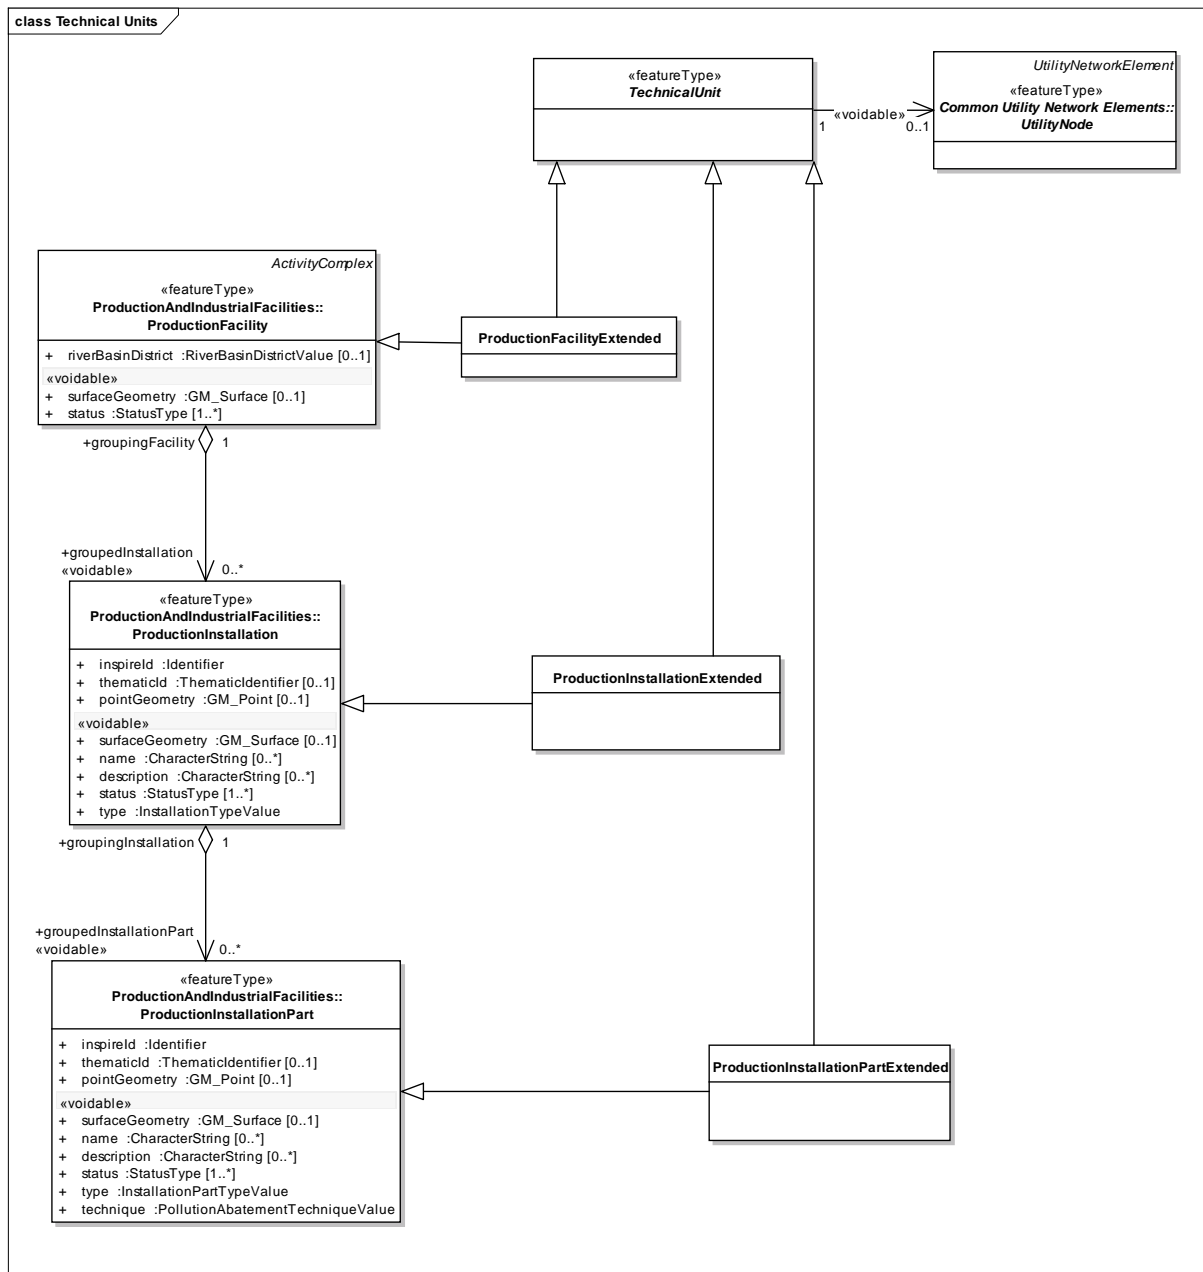 class Technical Units
«featureType»
TechnicalUnit
1
«voidable»
0..1
UtilityNetworkElement
«featureType»
Common Utility Network Elements::
UtilityNode
ActivityComplex
«featureType»
ProductionAndIndustrialFacilities::
ProductionFacility
+ riverBasinDistrict :RiverBasinDistrictValue [0..1]
«voidable»
+ surfaceGeometry :GM_Surface [0..1]
+ status :StatusType [1..*]
ProductionFacilityExtended
+groupingFacility
1
+groupedInstallation
«voidable»
0..*
«featureType»
ProductionAndIndustrialFacilities::
ProductionInstallation
+ inspireId :Identifier
+ thematicId :ThematicIdentifier [0..1]
+ pointGeometry :GM_Point [0..1]
«voidable»
+ surfaceGeometry :GM_Surface [0..1]
+ name :CharacterString [0..*]
+ description :CharacterString [0..*]
+ status :StatusType [1..*]
+ type :InstallationTypeValue
ProductionInstallationExtended
+groupingInstallation
1
+groupedInstallationPart
«voidable»
0..*
«featureType»
ProductionAndIndustrialFacilities::
ProductionInstallationPart
+ inspireId :Identifier
+ thematicId :ThematicIdentifier [0..1]
+ pointGeometry :GM_Point [0..1]
«voidable»
+ surfaceGeometry :GM_Surface [0..1]
+ name :CharacterString [0..*]
+ description :CharacterString [0..*]
+ status :StatusType [1..*]
+ type :InstallationPartTypeValue
+ technique :PollutionAbatementTechniqueValue
ProductionInstallationPartExtended